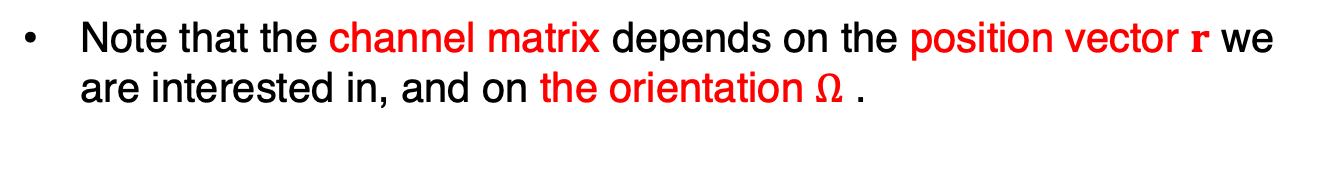 • Note that the channel matrix depends on the position vector r we
are interested in, and on the orientation Ω .